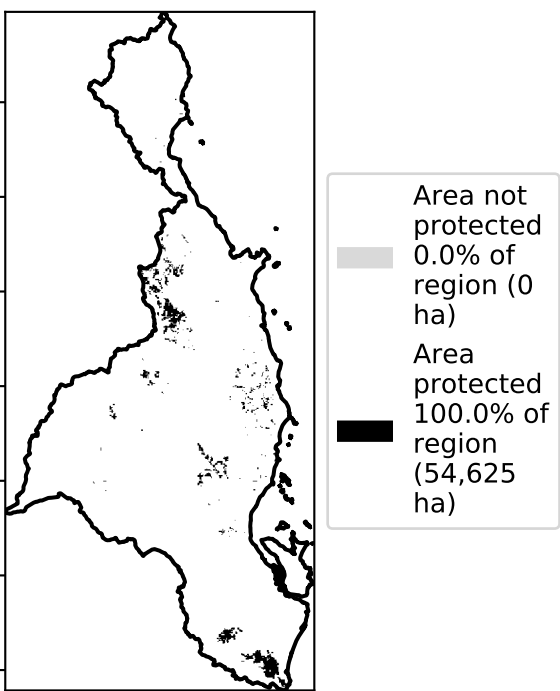 Area not
protected
0.0% of
region (0
ha)
Area
protected
100.0% of
region
(54,625
ha)